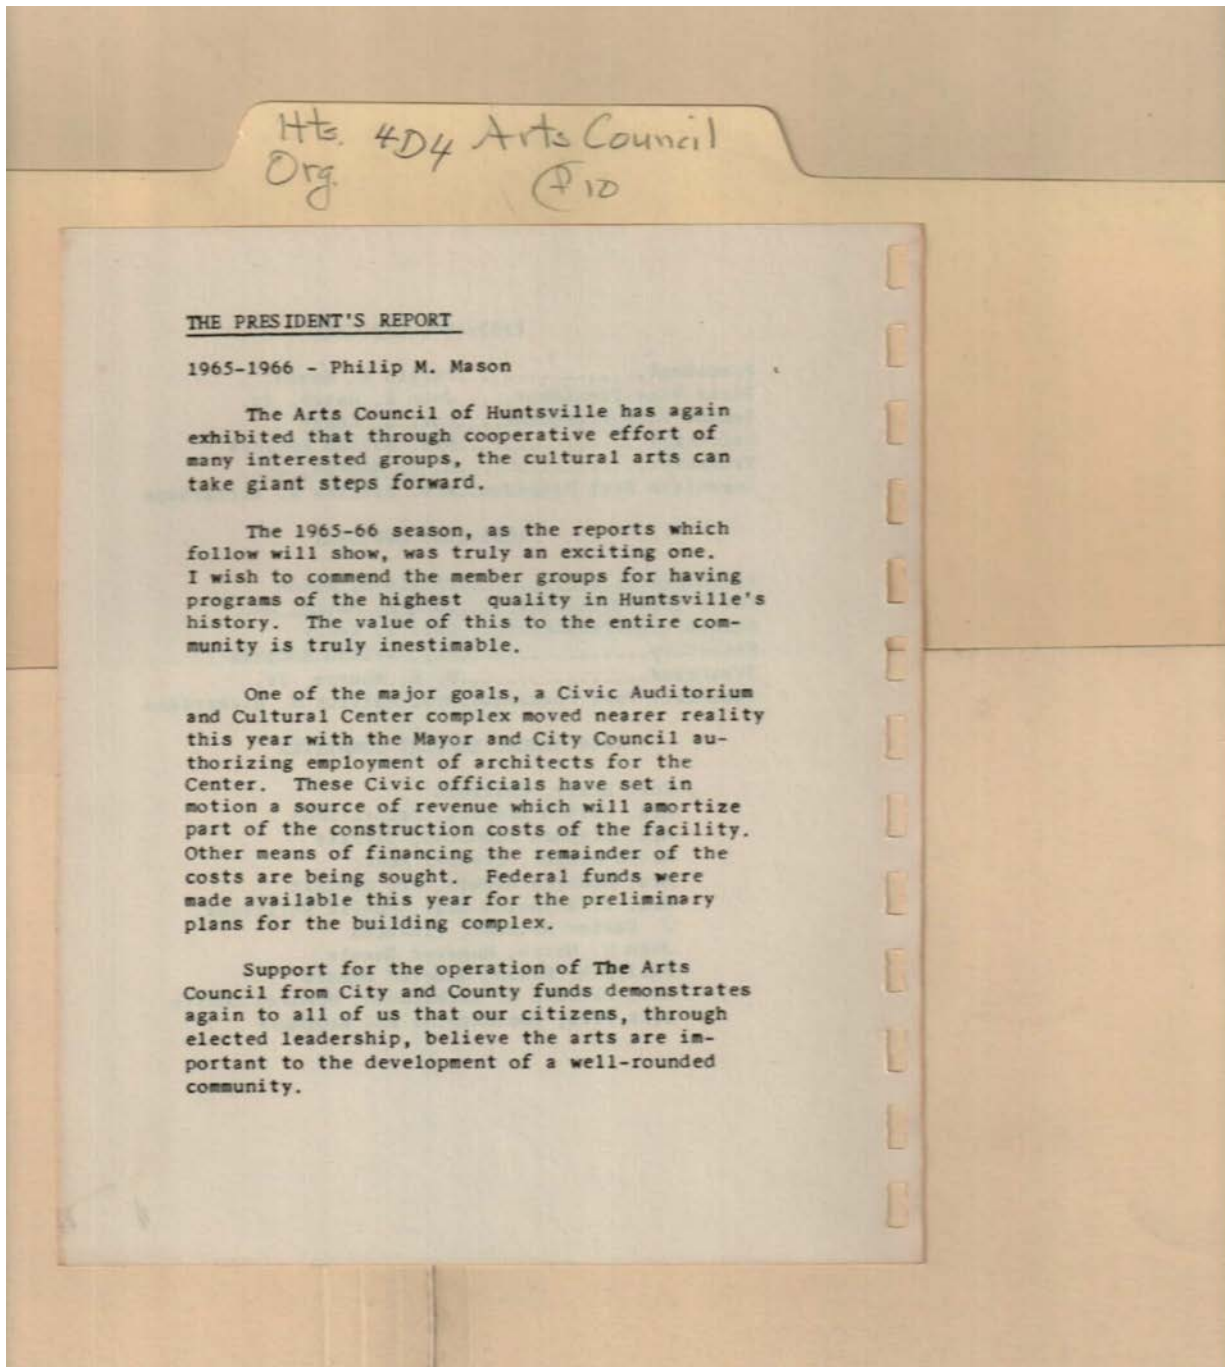 Hts. 4D4 Arts Council
Org. P10
THE PRESIDENT'S REPORT
1965-1966 - Philip M. Mason
The Arts Council of Huntsville has again
exhibited that through cooperative effort of
many interested groups, the cultural arts can
take giant steps forward.
The 1965-66 season, as the reports which
follow will show, was truly an exciting one.
I wish to commend the member groups for having
programs of the highest quality in Huntsville's
history. The value of this to the entire com-
munity is truly inestimable.
One of the major goals, a Civic Auditorium
and Cultural Center complex moved nearer reality
this year with the Mayor and City Council au-
thorizing employment of architects for the
Center. These Civic officials have set in
motion a source of revenue which will amortize
part of the construction costs of the facility.
Other means of financing the remainder of the
costs are being sought. Federal funds were
made available this year for the preliminary
plans for the building complex.
Support for the operation of The Arts
Council from City and County funds demonstrates
again to all of us that our citizens, through
elected leadership, believe the arts are im-
portant to the development of a well-rounded
community.